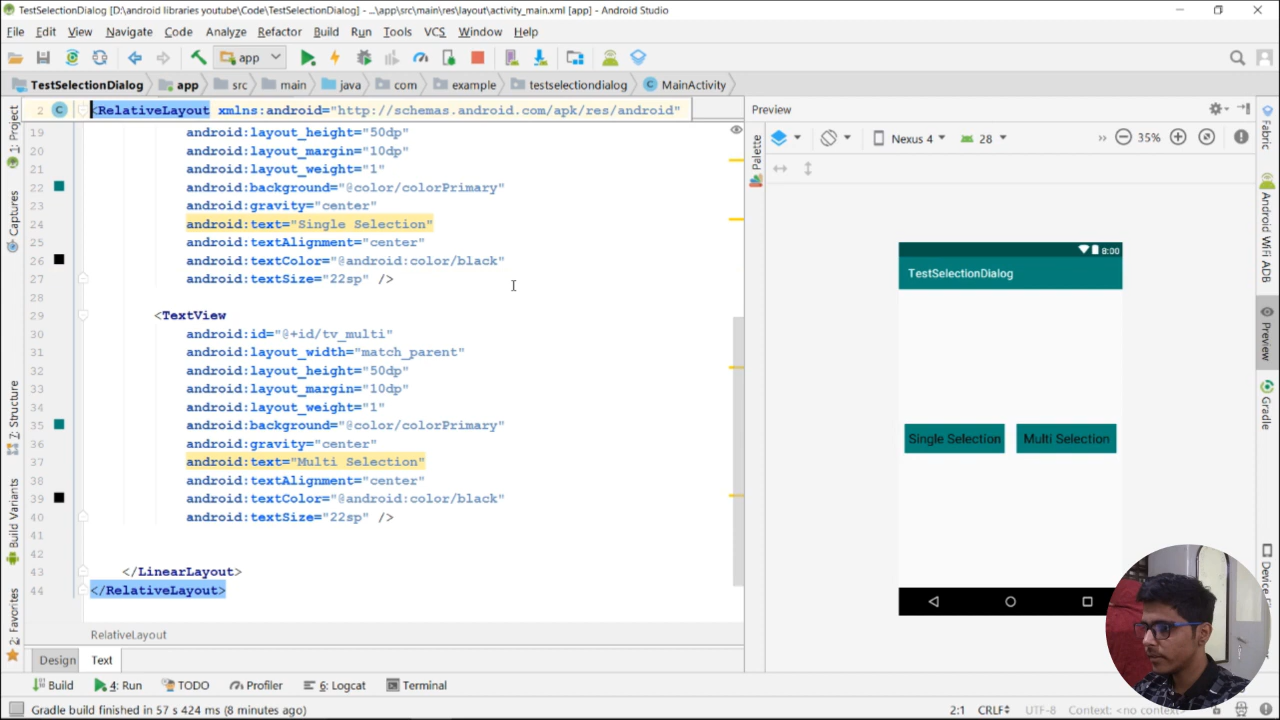 TestSelectionDialog [D:\android libraries youtube\Code\TestSelectionDialog] - ...\app\src\main\res\layout\activity_main.xml [app] - Android Studio
File Edit View Navigate Code Analyze Refactor Build Run Tools VCS Window Help
app
TestSelectionDialog app src main java com example testselectiondialog MainActivity
1: Project
Captures
7: Structure
Build Variants
2: Favorites
2 <RelativeLayout xmlns:android="http://schemas.android.com/apk/res/android"
19 android:layout_height="50dp"
20 android:layout_margin="10dp"
21 android:layout_weight="1"
22 android:background="@color/colorPrimary"
23 android:gravity="center"
24 android:text="Single Selection"
25 android:textAlignment="center"
26 android:textColor="@android:color/black"
27 android:textSize="22sp" />
28
29 <TextView
30 android:id="@+id/tv_multi"
31 android:layout_width="match_parent"
32 android:layout_height="50dp"
33 android:layout_margin="10dp"
34 android:layout_weight="1"
35 android:background="@color/colorPrimary"
36 android:gravity="center"
37 android:text="Multi Selection"
38 android:textAlignment="center"
39 android:textColor="@android:color/black"
40 android:textSize="22sp" />
41
42
43 </LinearLayout>
44 </RelativeLayout>
RelativeLayout
Design Text
Preview
Palette
Nexus 4 28 35%
8:00
TestSelectionDialog
Single Selection Multi Selection
Fabric
Android WiFi ADB
Preview
Gradle
Build 4: Run TODO Profiler 6: Logcat Terminal
Gradle build finished in 57 s 424 ms (8 minutes ago) 2:1 CRLF UTF-8 Context: <no context>